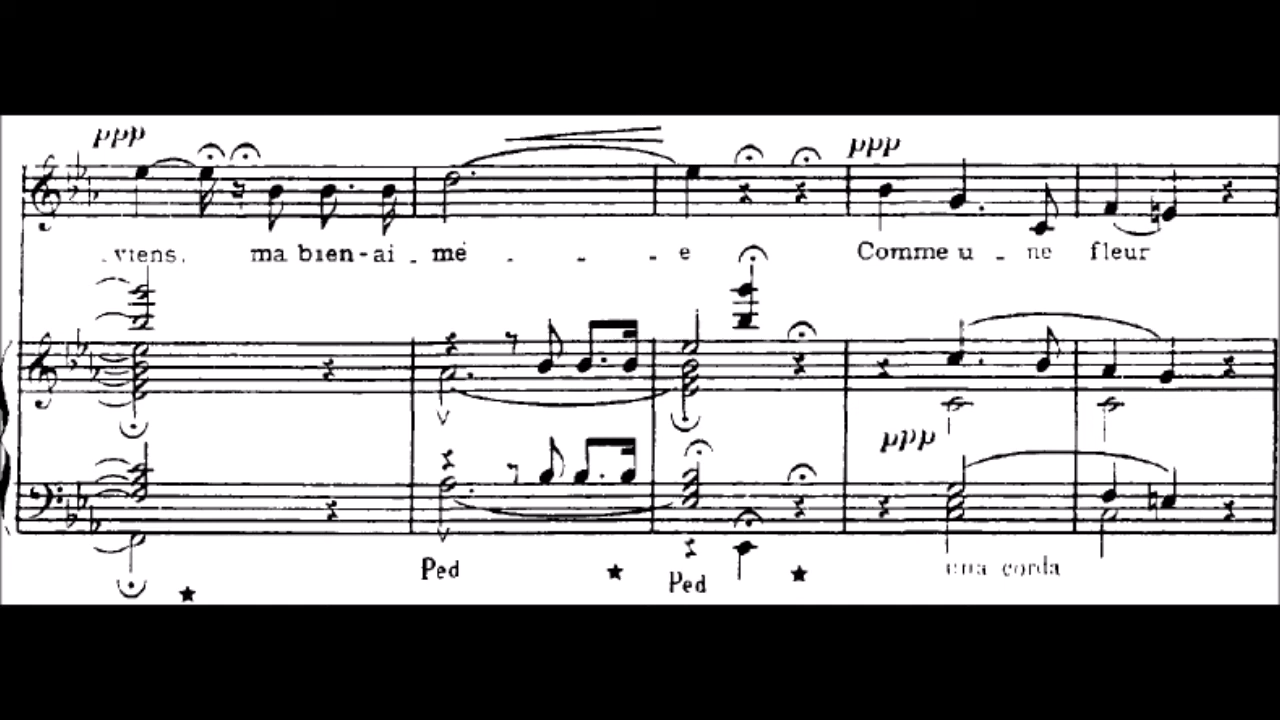 ppp ppp
viens. ma bien-ai - mé - - - e Comme u - ne fleur
ppp
Ped Ped una corda